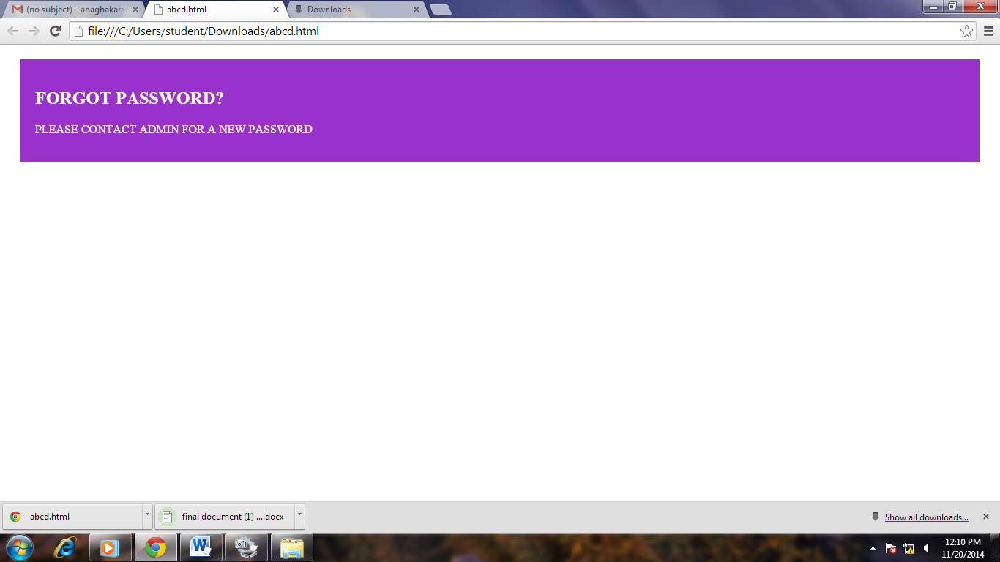 (no subject) - anaghakara
abcd.html
Downloads
file:///C:/Users/student/Downloads/abcd.html
FORGOT PASSWORD?
PLEASE CONTACT ADMIN FOR A NEW PASSWORD
abcd.html
final document (1) ....docx
Show all downloads...
12:10 PM
11/20/2014